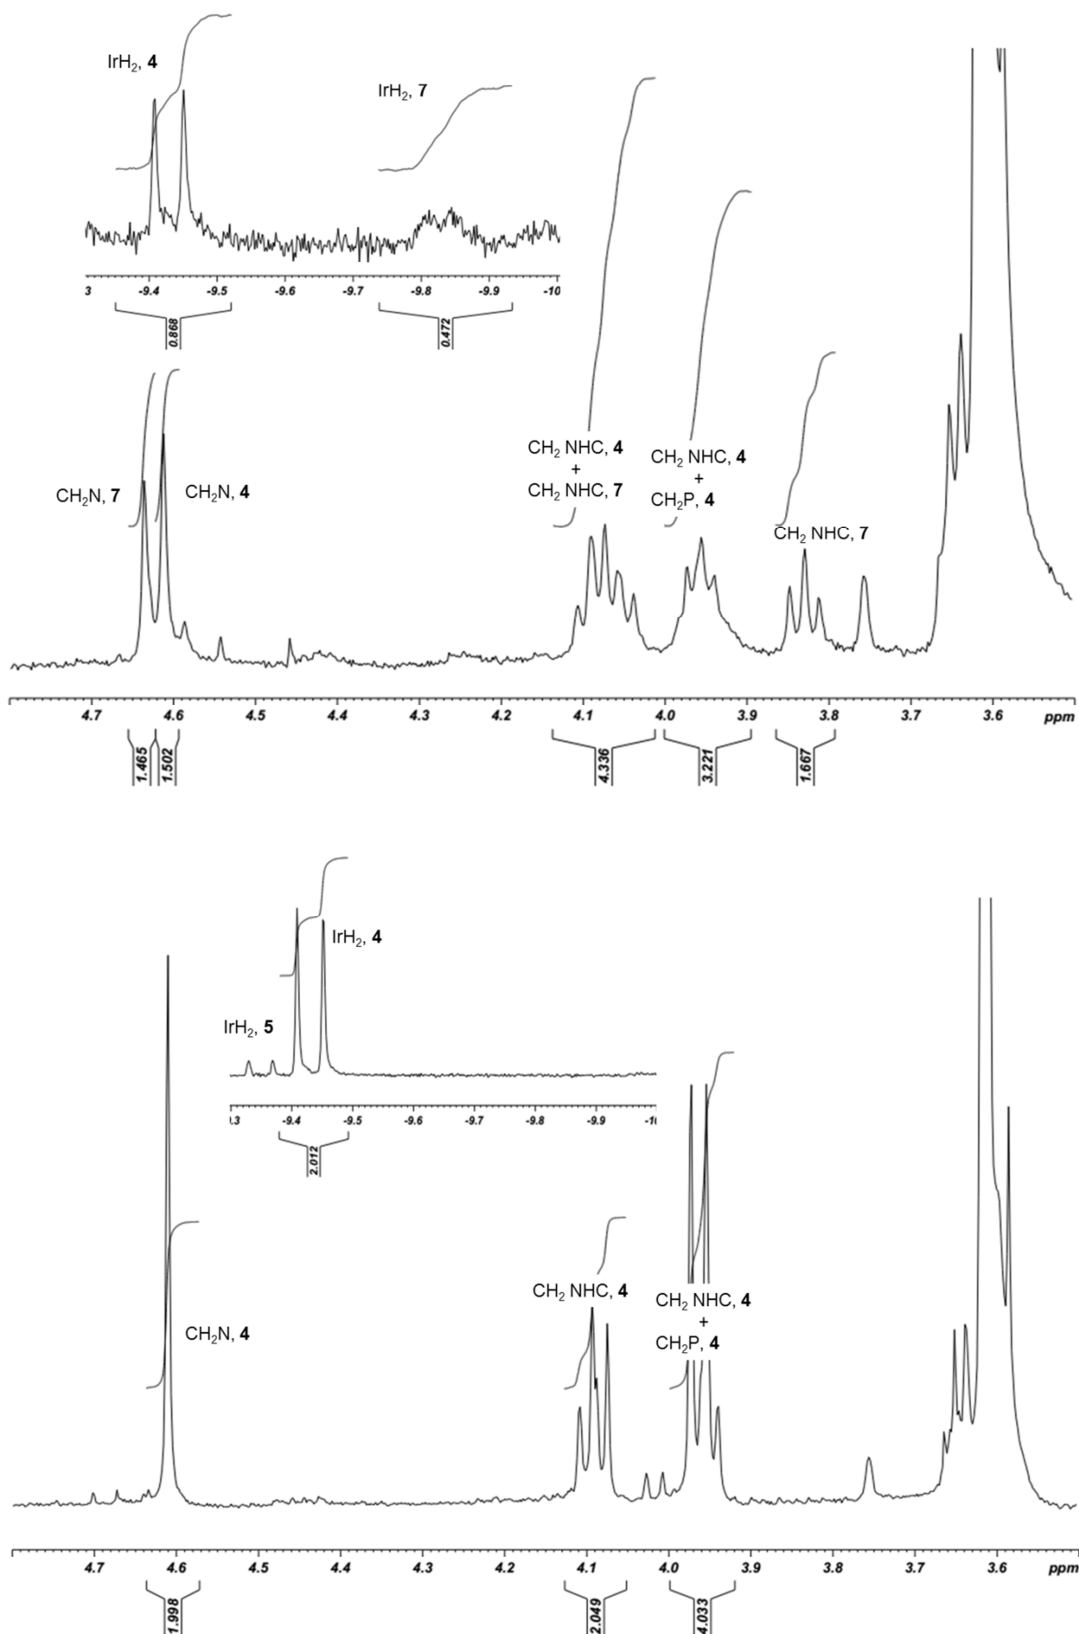 IrH₂, 4
IrH₂, 7
3 -9.4 -9.5 -9.6 -9.7 -9.8 -9.9 -10
0.868 0.472
CH₂N, 7
CH₂N, 4
CH₂ NHC, 4
+
CH₂ NHC, 7
CH₂ NHC, 4
+
CH₂P, 4
CH₂ NHC, 7
4.7 4.6 4.5 4.4 4.3 4.2 4.1 4.0 3.9 3.8 3.7 3.6 ppm
1.465 1.502 4.336 3.221 1.667
IrH₂, 4
IrH₂, 5
.3 -9.4 -9.5 -9.6 -9.7 -9.8 -9.9
2.012
CH₂N, 4
CH₂ NHC, 4
CH₂ NHC, 4
+
CH₂P, 4
4.7 4.6 4.5 4.4 4.3 4.2 4.1 4.0 3.9 3.8 3.7 3.6 ppm
1.998 2.049 4.033